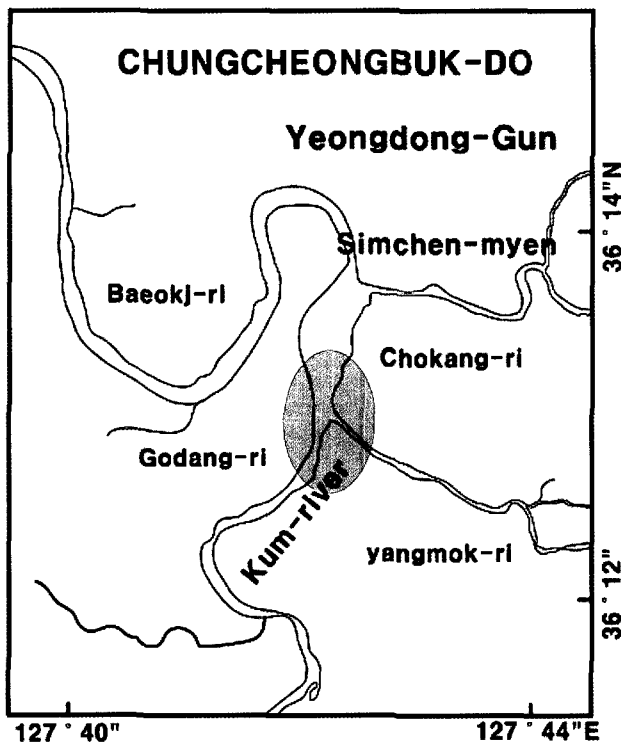 CHUNGCHEONGBUK-DO
Yeongdong-Gun
36° 14"N
Simchen-myen
Baeokj-ri
Chokang-ri
Godang-ri
Kum-river
yangmok-ri
36° 12"
127° 40"
127° 44"E